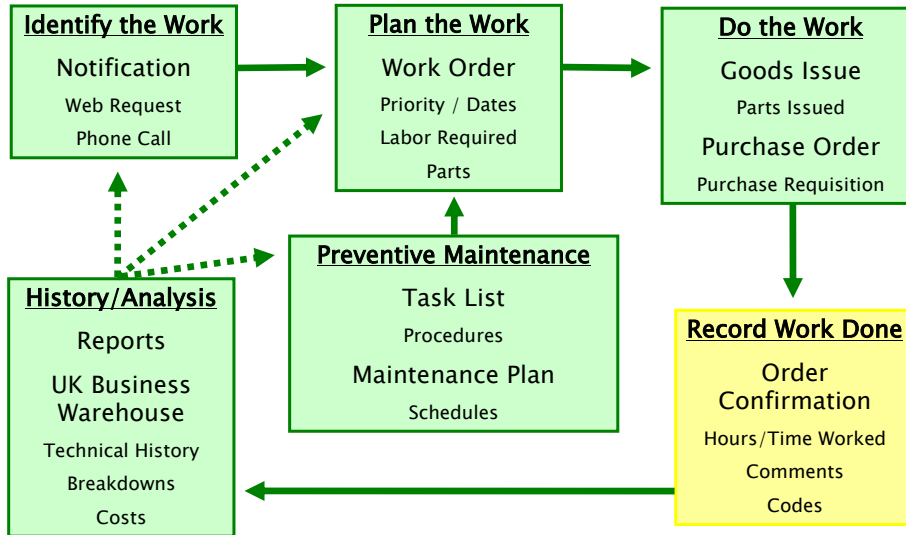 Identify the Work
Notification
Web Request
Phone Call
Plan the Work
Work Order
Priority / Dates
Labor Required
Parts
Do the Work
Goods Issue
Parts Issued
Purchase Order
Purchase Requisition
History/Analysis
Reports
UK Business
Warehouse
Technical History
Breakdowns
Costs
Preventive Maintenance
Task List
Procedures
Maintenance Plan
Schedules
Record Work Done
Order
Confirmation
Hours/Time Worked
Comments
Codes